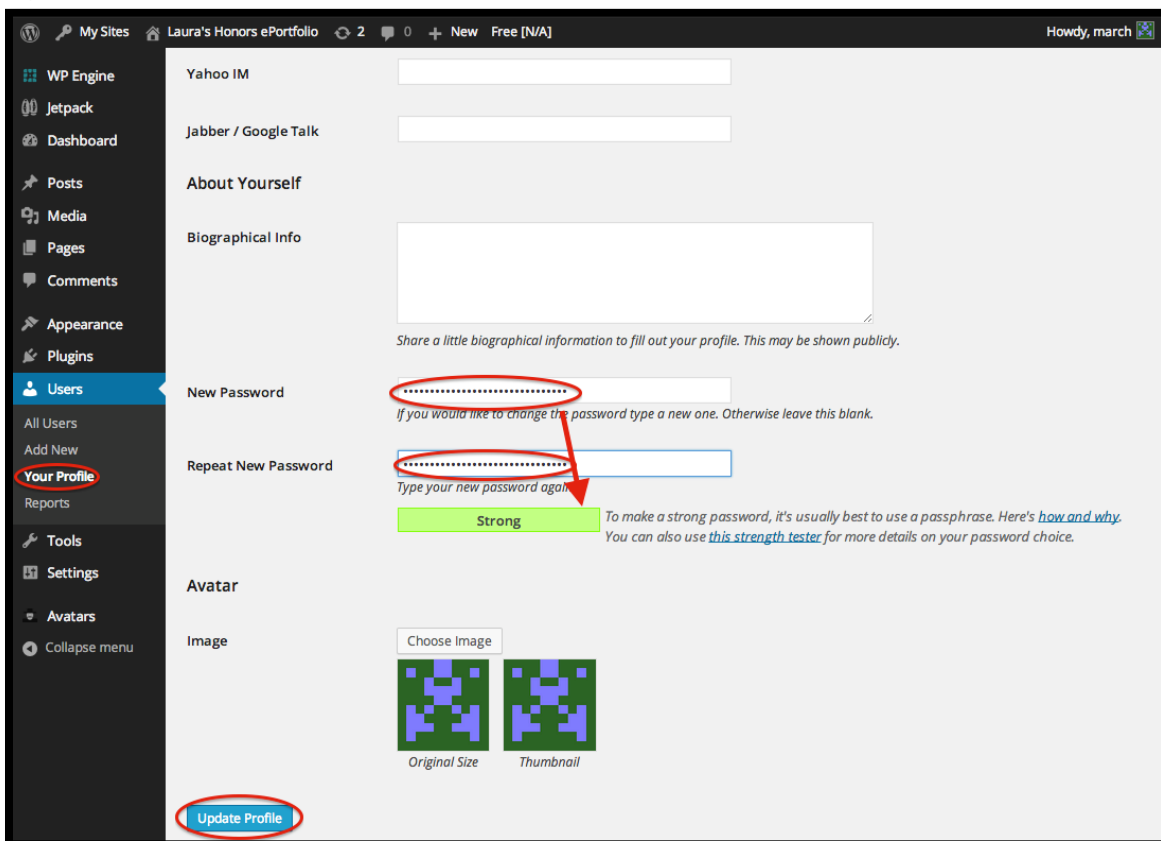 My Sites Laura's Honors ePortfolio 2 0 + New Free [N/A] Howdy, march
WP Engine
Jetpack
Dashboard
Posts
Media
Pages
Comments
Appearance
Plugins
Users
All Users
Add New
Your Profile
Reports
Tools
Settings
Avatars
Collapse menu
Yahoo IM
Jabber / Google Talk
About Yourself
Biographical Info
Share a little biographical information to fill out your profile. This may be shown publicly.
New Password
If you would like to change the password type a new one. Otherwise leave this blank.
Repeat New Password
Type your new password again.
Strong
To make a strong password, it's usually best to use a passphrase. Here's how and why.
You can also use this strength tester for more details on your password choice.
Avatar
Image
Choose Image
Original Size Thumbnail
Update Profile